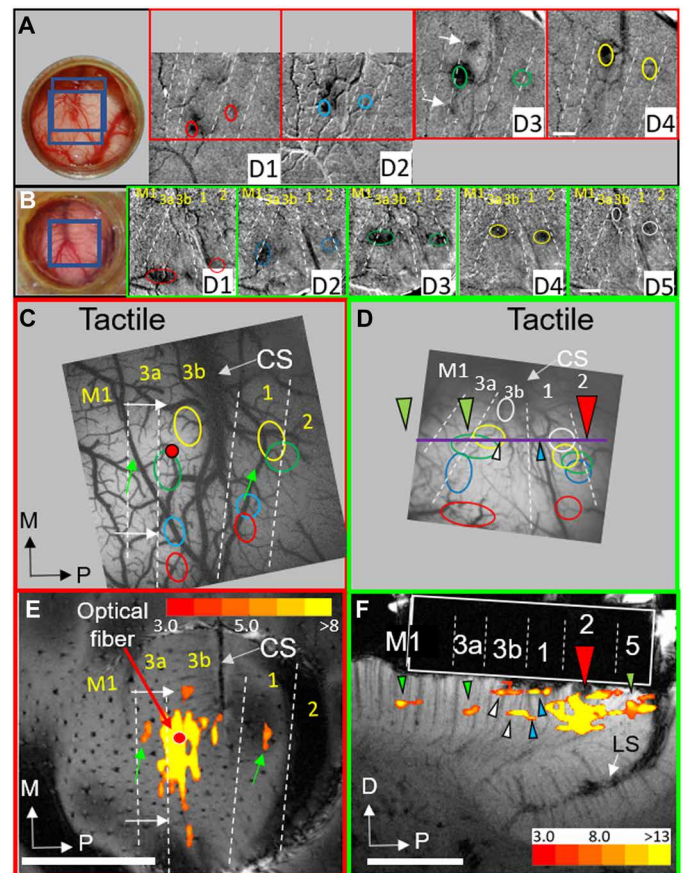 A
D1
D2
D3
D4
B
M1 3a 3b 1 2
D1
M1 3a 3b 1 2
D2
M1 3a 3b 1 2
D3
M1 3a 3b 1 2
D4
M1 3a 3b 1 2
D5
C
Tactile
CS
3a 3b
M1
1
2
M
P
D
Tactile
CS
M1
3a
3b
1
2
E
Optical
fiber
3.0 5.0 >8
CS
3a 3b
M1
1
2
M
P
F
M1 3a 3b 1 2 5
LS
D
P
3.0 8.0 >13